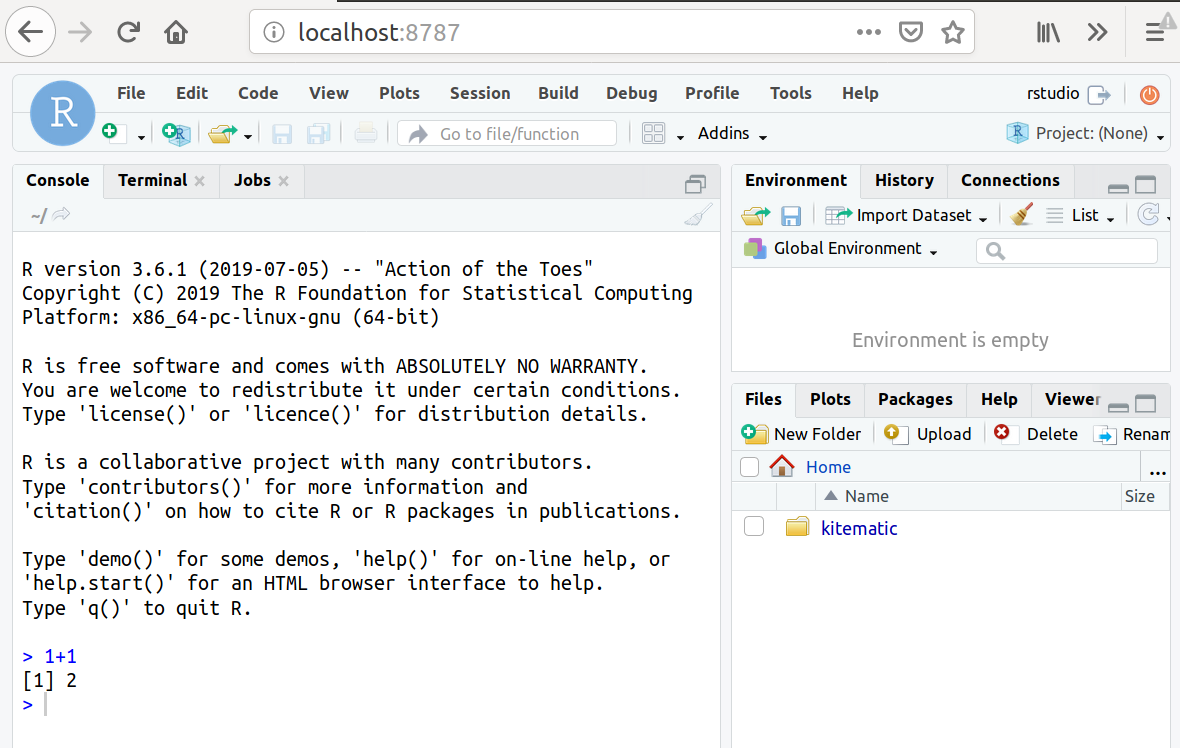 localhost:8787
R
File Edit Code View Plots Session Build Debug Profile Tools Help
rstudio
Go to file/function
Addins
Project: (None)
Console Terminal Jobs
~/
R version 3.6.1 (2019-07-05) -- "Action of the Toes"
Copyright (C) 2019 The R Foundation for Statistical Computing
Platform: x86_64-pc-linux-gnu (64-bit)
R is free software and comes with ABSOLUTELY NO WARRANTY.
You are welcome to redistribute it under certain conditions.
Type 'license()' or 'licence()' for distribution details.
R is a collaborative project with many contributors.
Type 'contributors()' for more information and
'citation()' on how to cite R or R packages in publications.
Type 'demo()' for some demos, 'help()' for on-line help, or
'help.start()' for an HTML browser interface to help.
Type 'q()' to quit R.
> 1+1
[1] 2
>
Environment History Connections
Import Dataset
List
Global Environment
Environment is empty
Files Plots Packages Help Viewer
New Folder Upload Delete Renam
Home
...
Name Size
kitematic